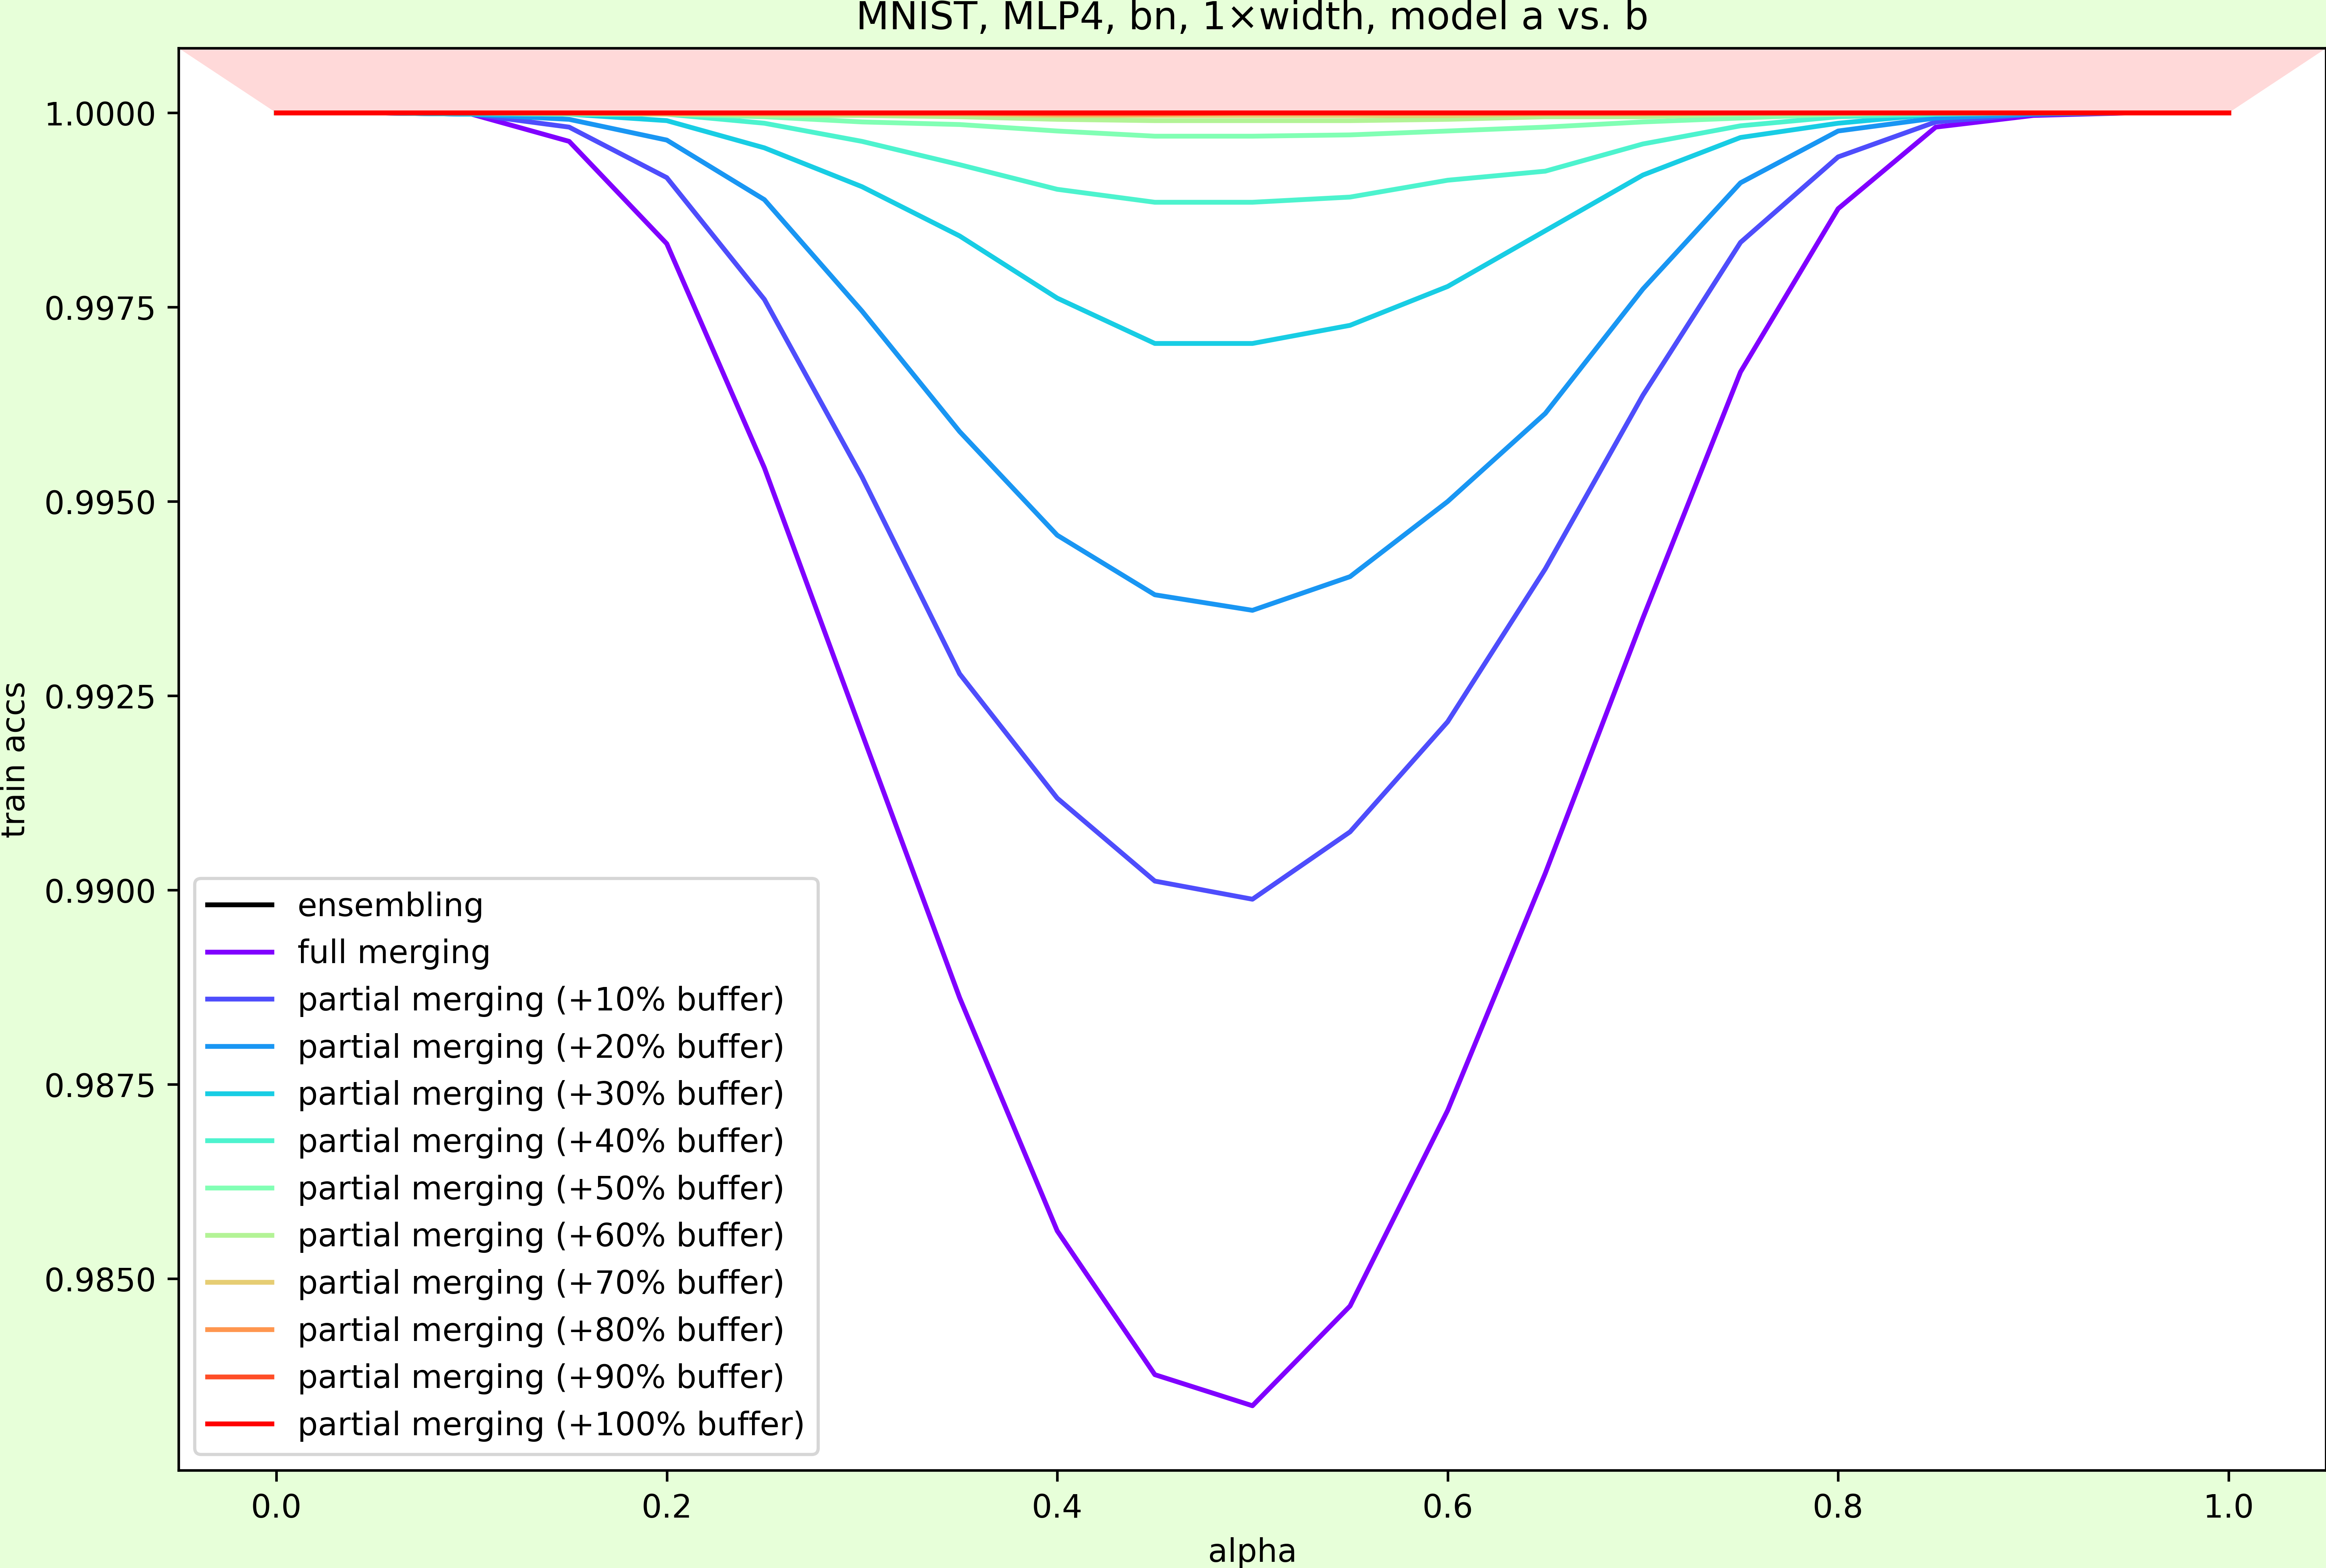 MNIST, MLP4, bn, 1×width, model a vs. b
1.0000
0.9975
0.9950
0.9925
0.9900
0.9875
0.9850
train accs
ensembling
full merging
partial merging (+10% buffer)
partial merging (+20% buffer)
partial merging (+30% buffer)
partial merging (+40% buffer)
partial merging (+50% buffer)
partial merging (+60% buffer)
partial merging (+70% buffer)
partial merging (+80% buffer)
partial merging (+90% buffer)
partial merging (+100% buffer)
0.0 0.2 0.4 0.6 0.8 1.0
alpha